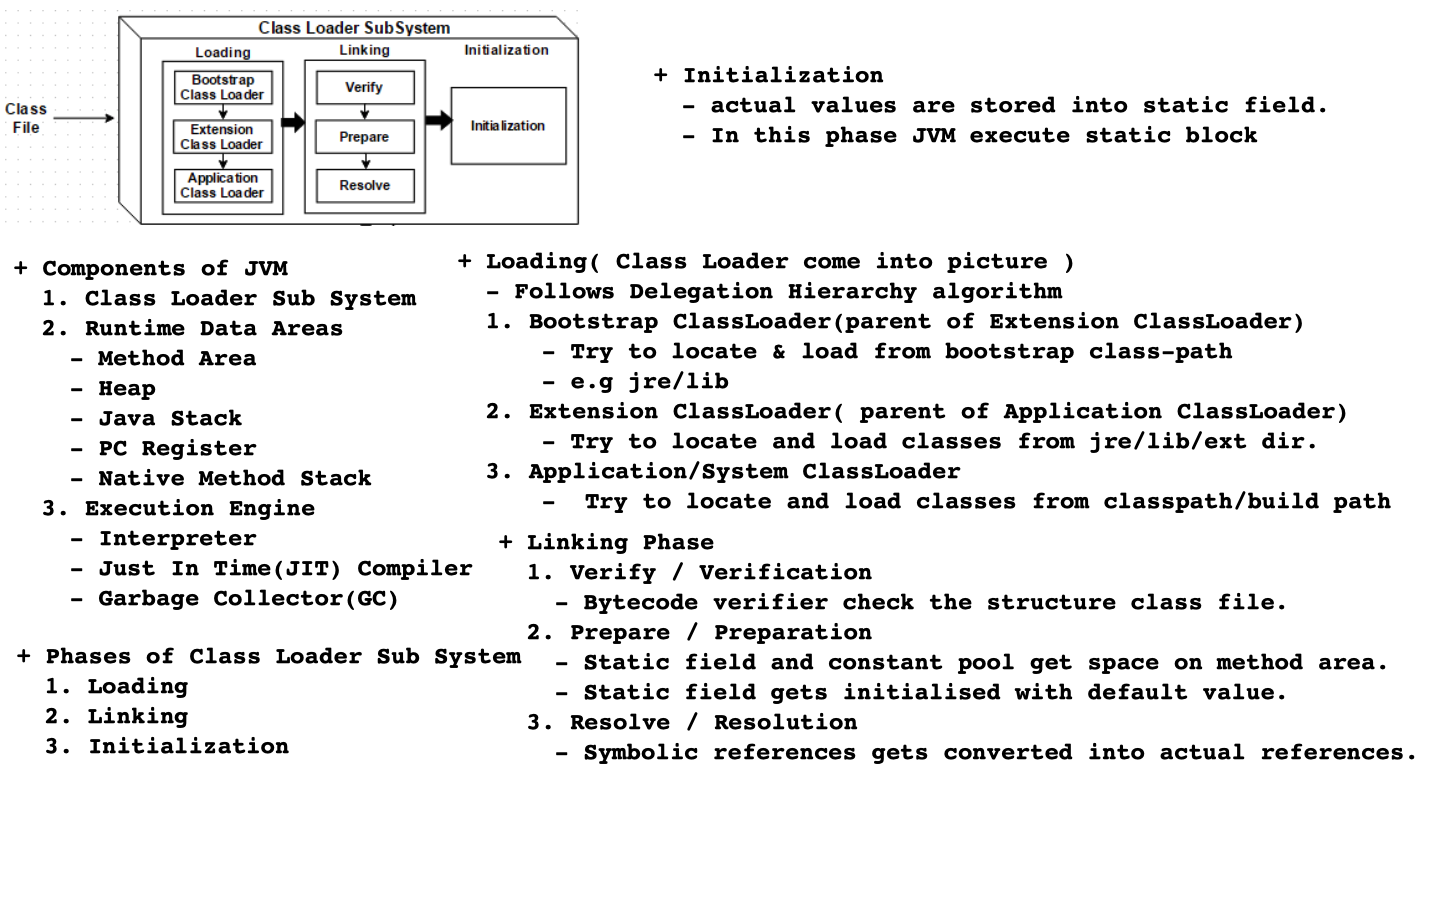 Class Loader SubSystem
Loading
Linking
Initialization
Class
File
Bootstrap
Class Loader
Extension
Class Loader
Application
Class Loader
Verify
Prepare
Resolve
Initialization
+ Initialization
- actual values are stored into static field.
- In this phase JVM execute static block
+ Components of JVM
1. Class Loader Sub System
2. Runtime Data Areas
- Method Area
- Heap
- Java Stack
- PC Register
- Native Method Stack
3. Execution Engine
- Interpreter
- Just In Time(JIT) Compiler
- Garbage Collector(GC)
+ Phases of Class Loader Sub System
1. Loading
2. Linking
3. Initialization
+ Loading( Class Loader come into picture )
- Follows Delegation Hierarchy algorithm
1. Bootstrap ClassLoader(parent of Extension ClassLoader)
- Try to locate & load from bootstrap class-path
- e.g jre/lib
2. Extension ClassLoader( parent of Application ClassLoader)
- Try to locate and load classes from jre/lib/ext dir.
3. Application/System ClassLoader
- Try to locate and load classes from classpath/build path
+ Linking Phase
1. Verify / Verification
- Bytecode verifier check the structure class file.
2. Prepare / Preparation
- Static field and constant pool get space on method area.
- Static field gets initialised with default value.
3. Resolve / Resolution
- Symbolic references gets converted into actual references.